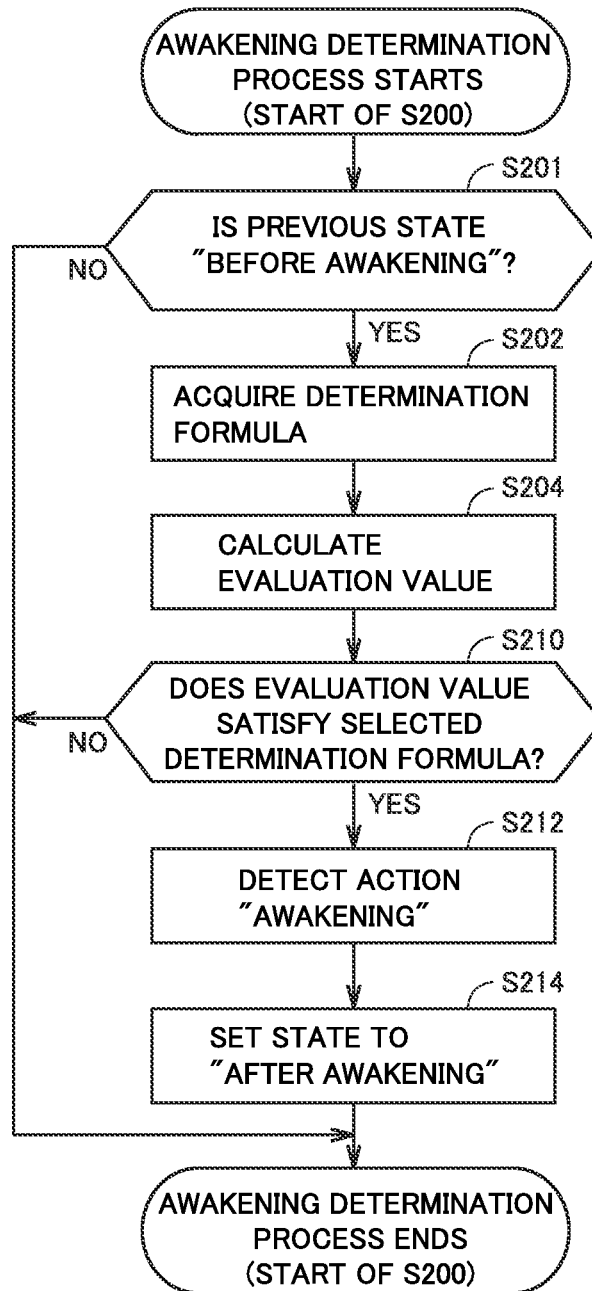 AWAKENING DETERMINATION
PROCESS STARTS
(START OF S200)
S201
IS PREVIOUS STATE
"BEFORE AWAKENING"?
NO
YES
S202
ACQUIRE DETERMINATION
FORMULA
S204
CALCULATE
EVALUATION VALUE
S210
DOES EVALUATION VALUE
SATISFY SELECTED
DETERMINATION FORMULA?
NO
YES
S212
DETECT ACTION
"AWAKENING"
S214
SET STATE TO
"AFTER AWAKENING"
AWAKENING DETERMINATION
PROCESS ENDS
(START OF S200)